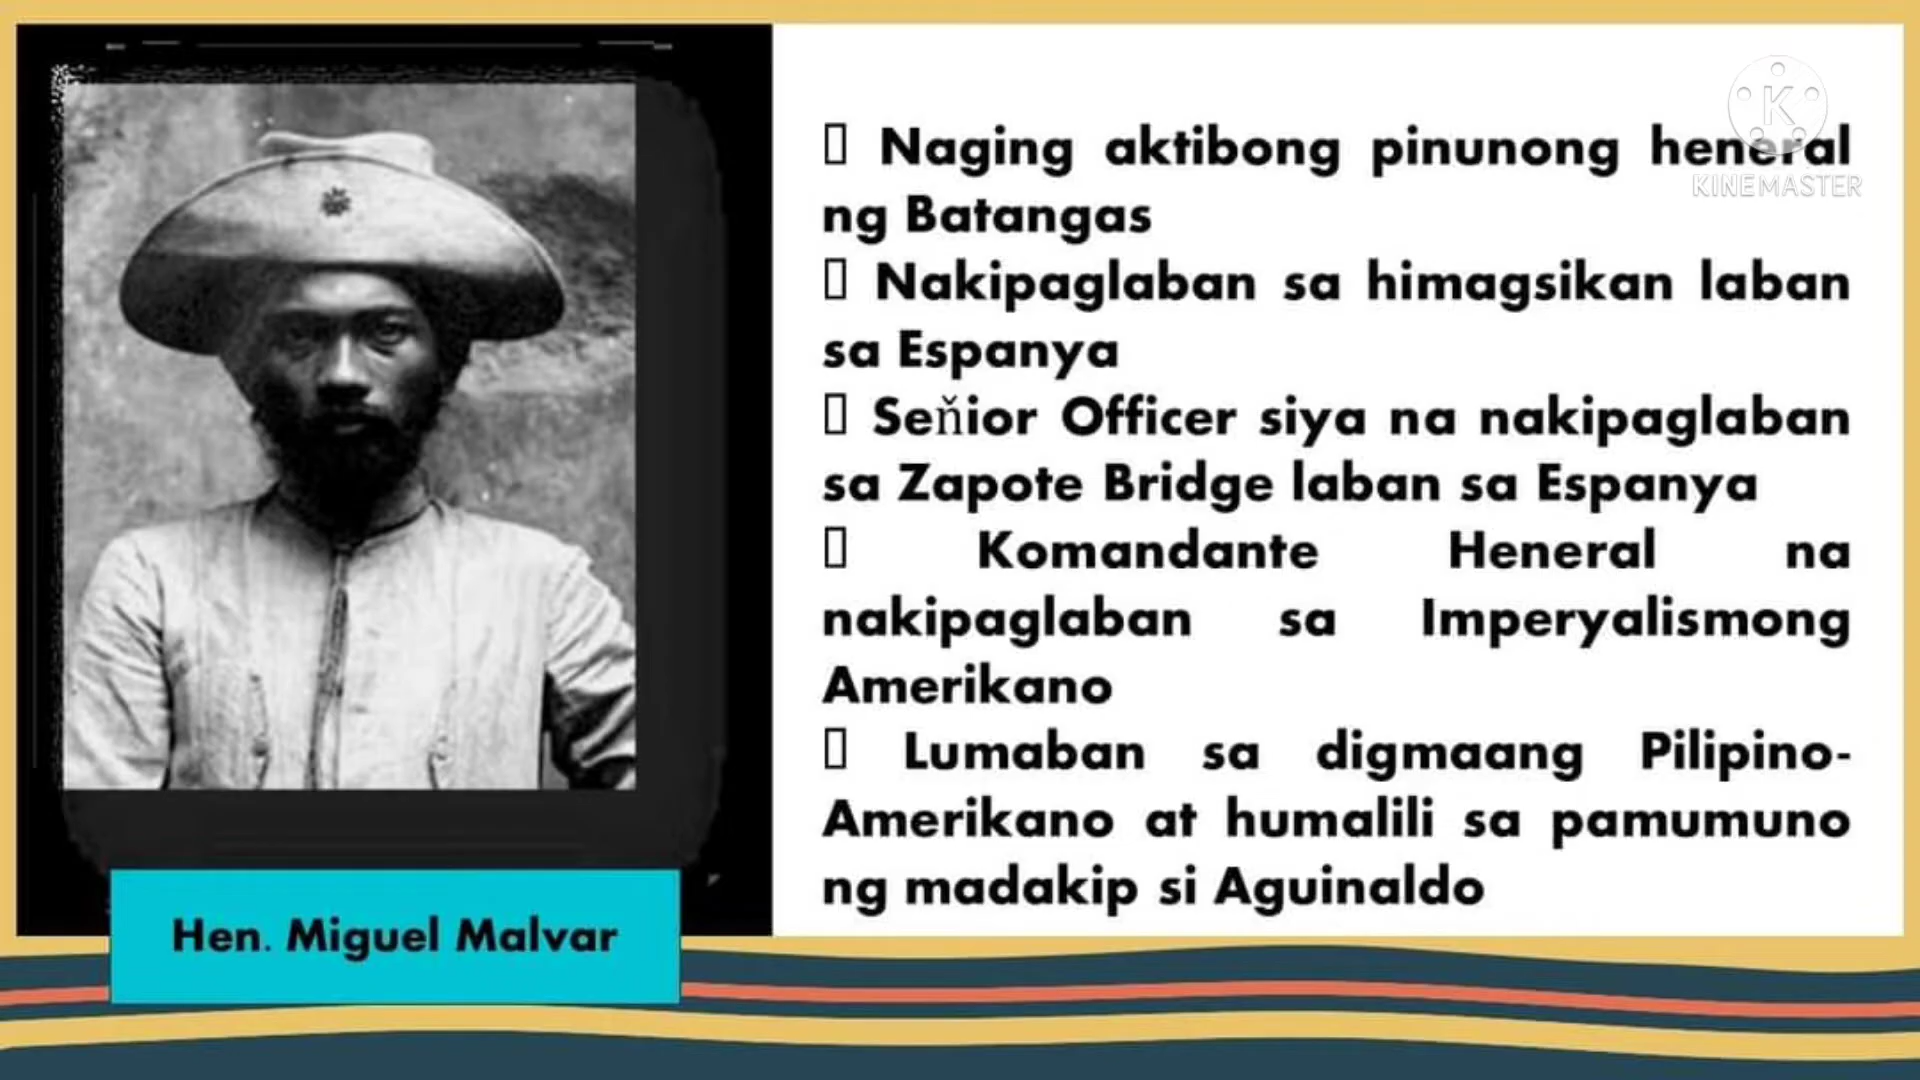 KINEMASTER
Naging aktibong pinunong heneral
ng Batangas
Nakipaglaban sa himagsikan laban
sa Espanya
Seňior Officer siya na nakipaglaban
sa Zapote Bridge laban sa Espanya
Komandante Heneral na
nakipaglaban sa Imperyalismong
Amerikano
Lumaban sa digmaang Pilipino-
Amerikano at humalili sa pamumuno
ng madakip si Aguinaldo
Hen. Miguel Malvar